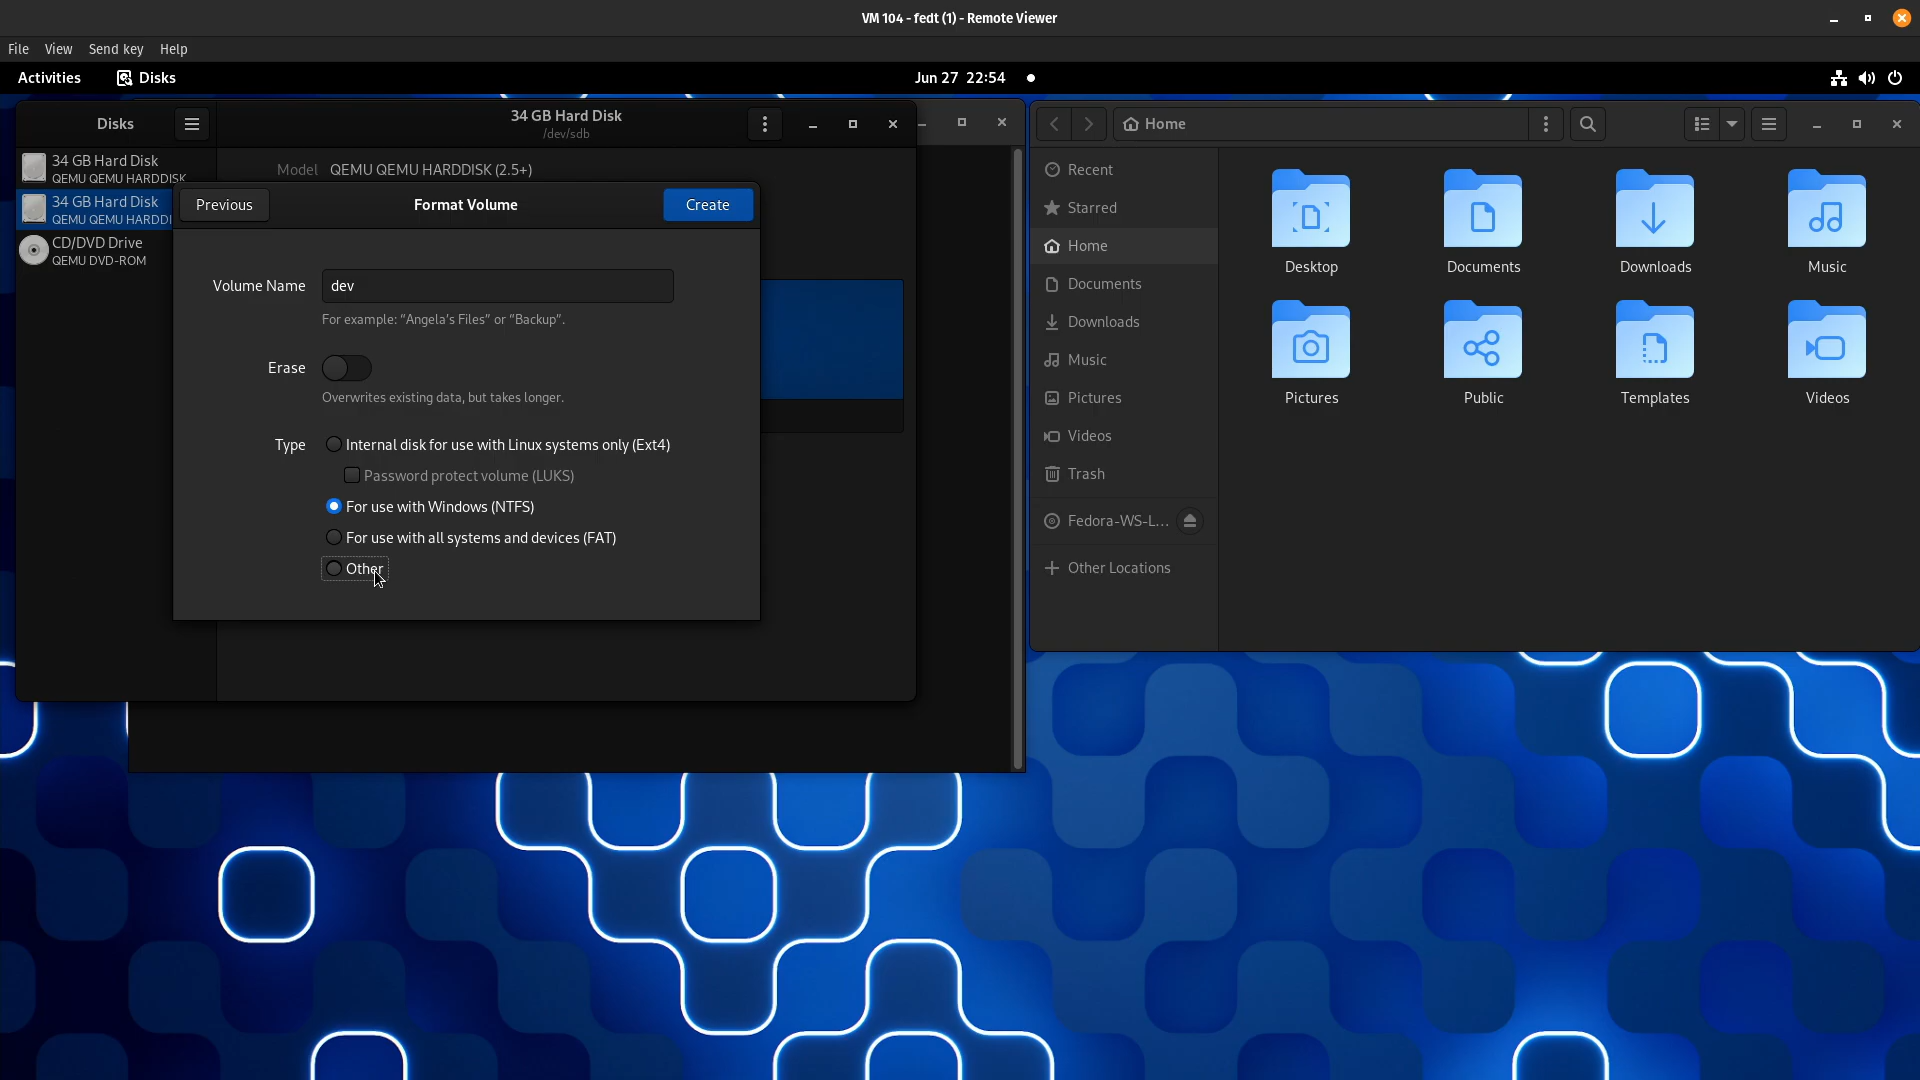 VM 104 - fedt (1) - Remote Viewer
File View Send key Help
Activities Disks Jun 27 22:54
Disks
34 GB Hard Disk
/dev/sdb
34 GB Hard Disk
QEMU QEMU HARDDISK
34 GB Hard Disk
QEMU QEMU HARDDI
CD/DVD Drive
QEMU DVD-ROM
Model QEMU QEMU HARDDISK (2.5+)
Previous Format Volume Create
Volume Name dev
For example: “Angela’s Files” or “Backup”.
Erase
Overwrites existing data, but takes longer.
Type Internal disk for use with Linux systems only (Ext4)
Password protect volume (LUKS)
For use with Windows (NTFS)
For use with all systems and devices (FAT)
Other
Home
Recent
Starred
Home
Documents
Downloads
Music
Pictures
Videos
Trash
Fedora-WS-L...
Other Locations
Desktop Documents Downloads Music
Pictures Public Templates Videos